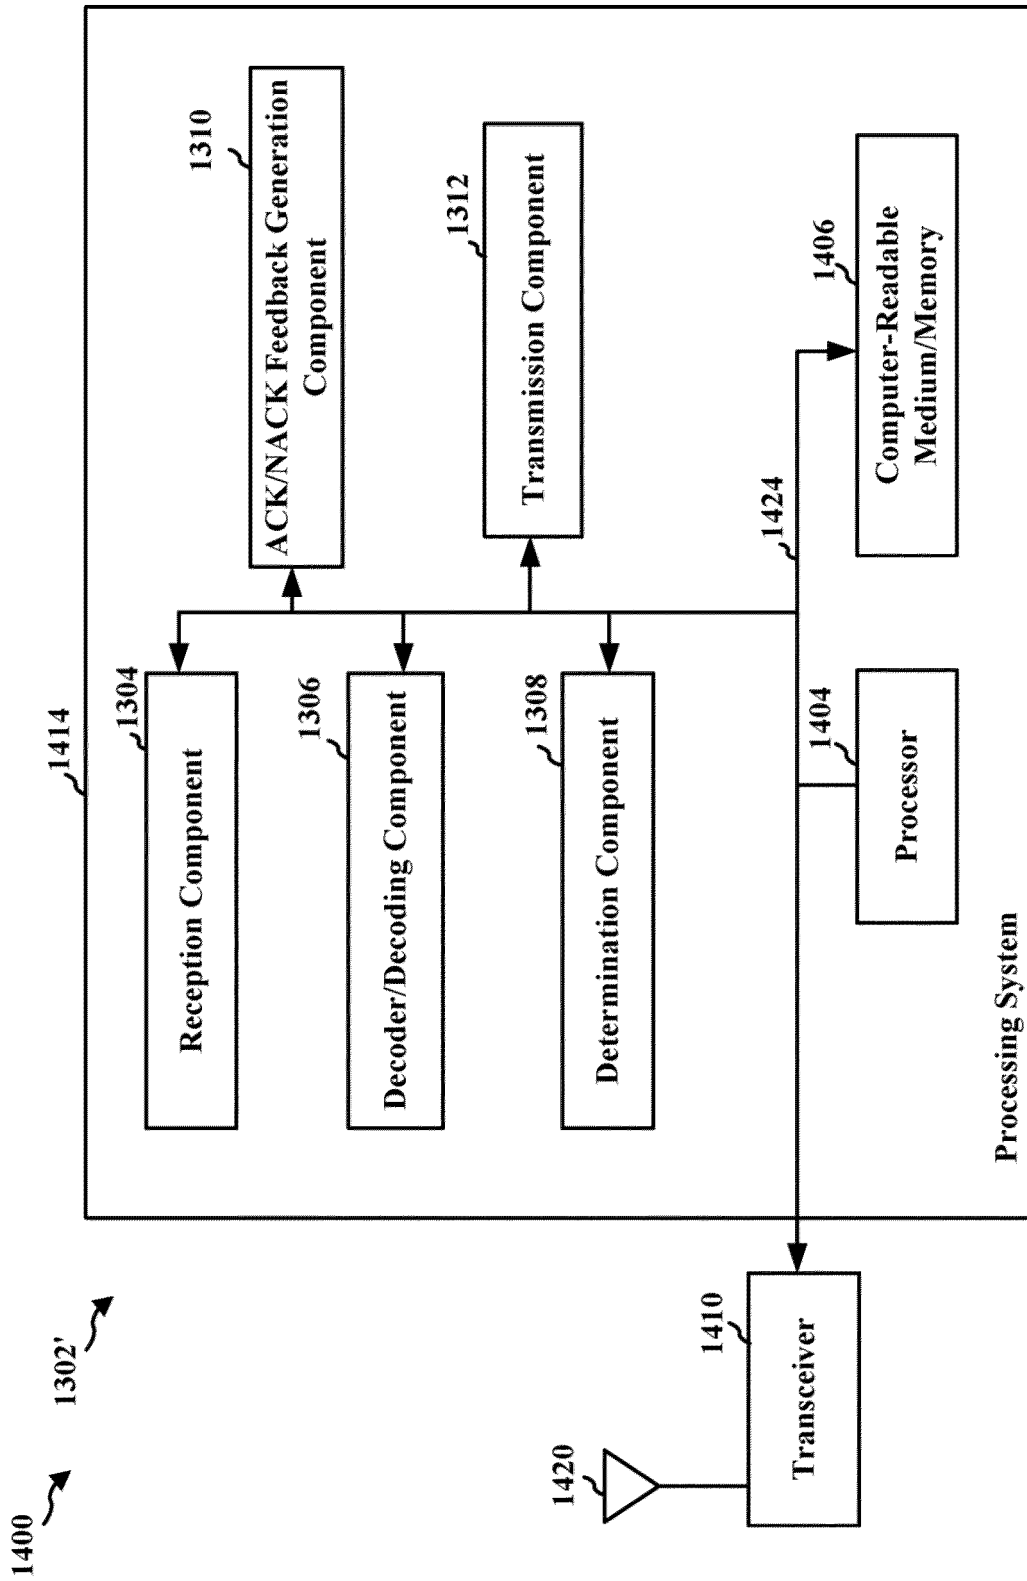 1400
1302'
1414
1304
Reception Component
1310
ACK/NACK Feedback Generation
Component
1306
Decoder/Decoding Component
1312
Transmission Component
1308
Determination Component
1420
1410
Transceiver
1424
1404
Processor
1406
Computer-Readable
Medium/Memory
Processing System